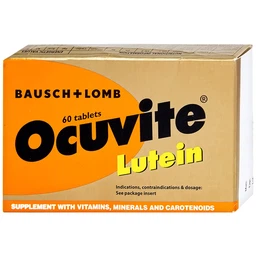 BAUSCH+LOMB
60 tablets
Ocuvite®
Lutein
Indications, contraindications & dosage:
See package insert
SUPPLEMENT WITH VITAMINS, MINERALS AND CAROTENOIDS